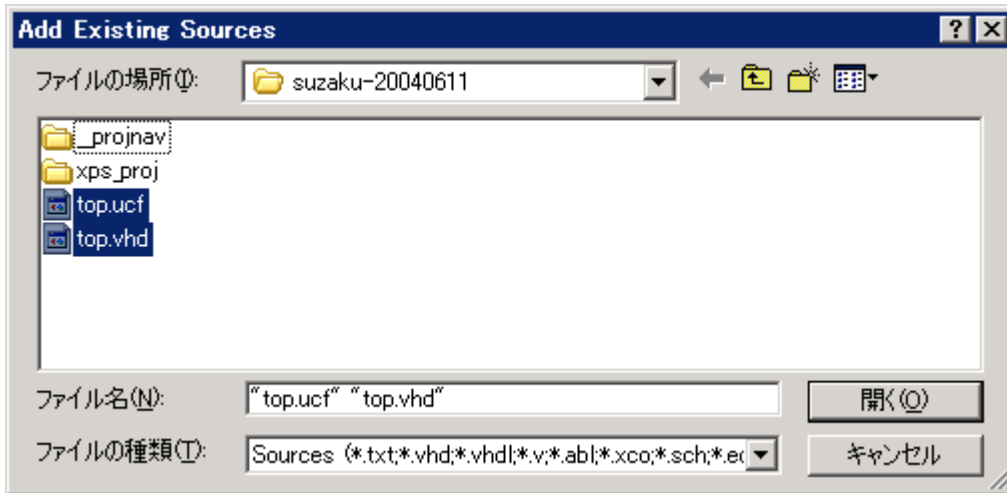 Add Existing Sources
ファイルの場所(I):
suzaku-20040611
_projnav
xps_proj
top.ucf
top.vhd
ファイル名(N):
"top.ucf" "top.vhd"
開く(O)
ファイルの種類(T):
Sources (*.txt;*.vhd;*.vhdl;*.v;*.abl;*.xco;*.sch;*.ed
キャンセル